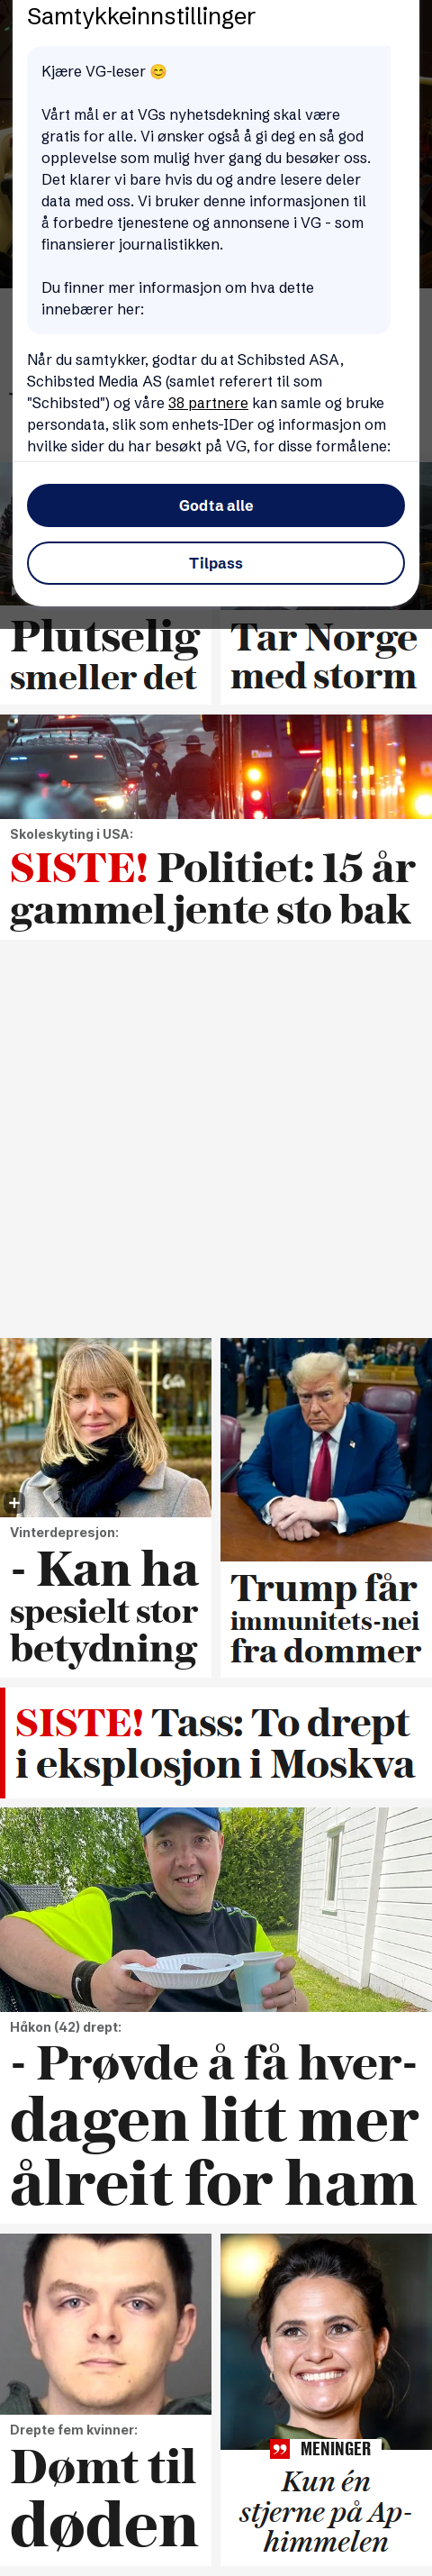 Samtykkeinnstillinger
Kjære VG-leser 😊
Vårt mål er at VGs nyhetsdekning skal være
gratis for alle. Vi ønsker også å gi deg en så god
opplevelse som mulig hver gang du besøker oss.
Det klarer vi bare hvis du og andre lesere deler
data med oss. Vi bruker denne informasjonen til
å forbedre tjenestene og annonsene i VG - som
finansierer journalistikken.
Du finner mer informasjon om hva dette
innebærer her:
Når du samtykker, godtar du at Schibsted ASA,
Schibsted Media AS (samlet referert til som
"Schibsted") og våre 38 partnere kan samle og bruke
persondata, slik som enhets-IDer og informasjon om
hvilke sider du har besøkt på VG, for disse formålene:
Godta alle
Tilpass
Plutselig
smeller det
Tar Norge
med storm
Skoleskyting i USA:
SISTE! Politiet: 15 år
gammel jente sto bak
Vinterdepresjon:
- Kan ha
spesielt stor
betydning
Trump får
immunitets-nei
fra dommer
SISTE! Tass: To drept
i eksplosjon i Moskva
Håkon (42) drept:
- Prøvde å få hver-
dagen litt mer
ålreit for ham
Drepte fem kvinner:
Dømt til
døden
MENINGER
Kun én
stjerne på Ap-
himmelen